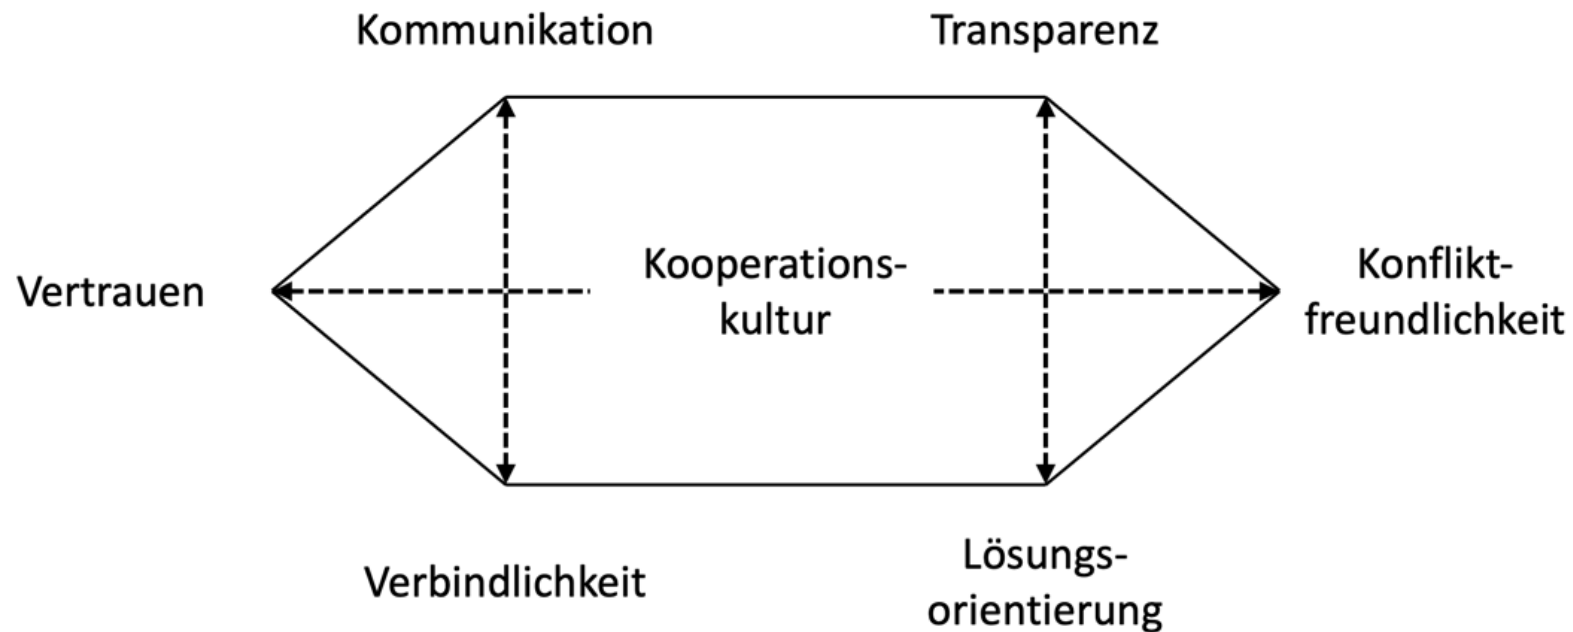 Kommunikation
Transparenz
Vertrauen
Kooperations-
kultur
Konflikt-
freundlichkeit
Verbindlichkeit
Lösungs-
orientierung